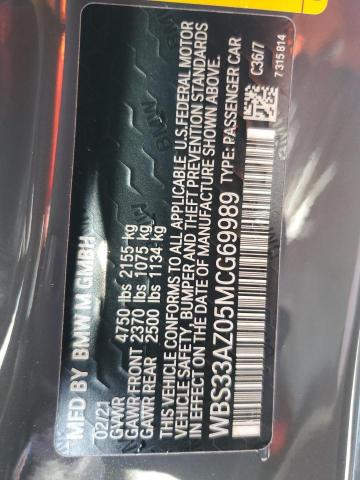 MFD BY BMW M GMBH
02/21
GVWR 4750 lbs 2155 kg
GAWR FRONT 2370 lbs 1075 kg
GAWR REAR 2500 lbs 1134 kg
THIS VEHICLE CONFORMS TO ALL APPLICABLE U.S. FEDERAL MOTOR
VEHICLE SAFETY, BUMPER AND THEFT PREVENTION STANDARDS
IN EFFECT ON THE DATE OF MANUFACTURE SHOWN ABOVE.
WBS33AZ05MCG69989 TYPE: PASSENGER CAR
C36/7
7 315 814